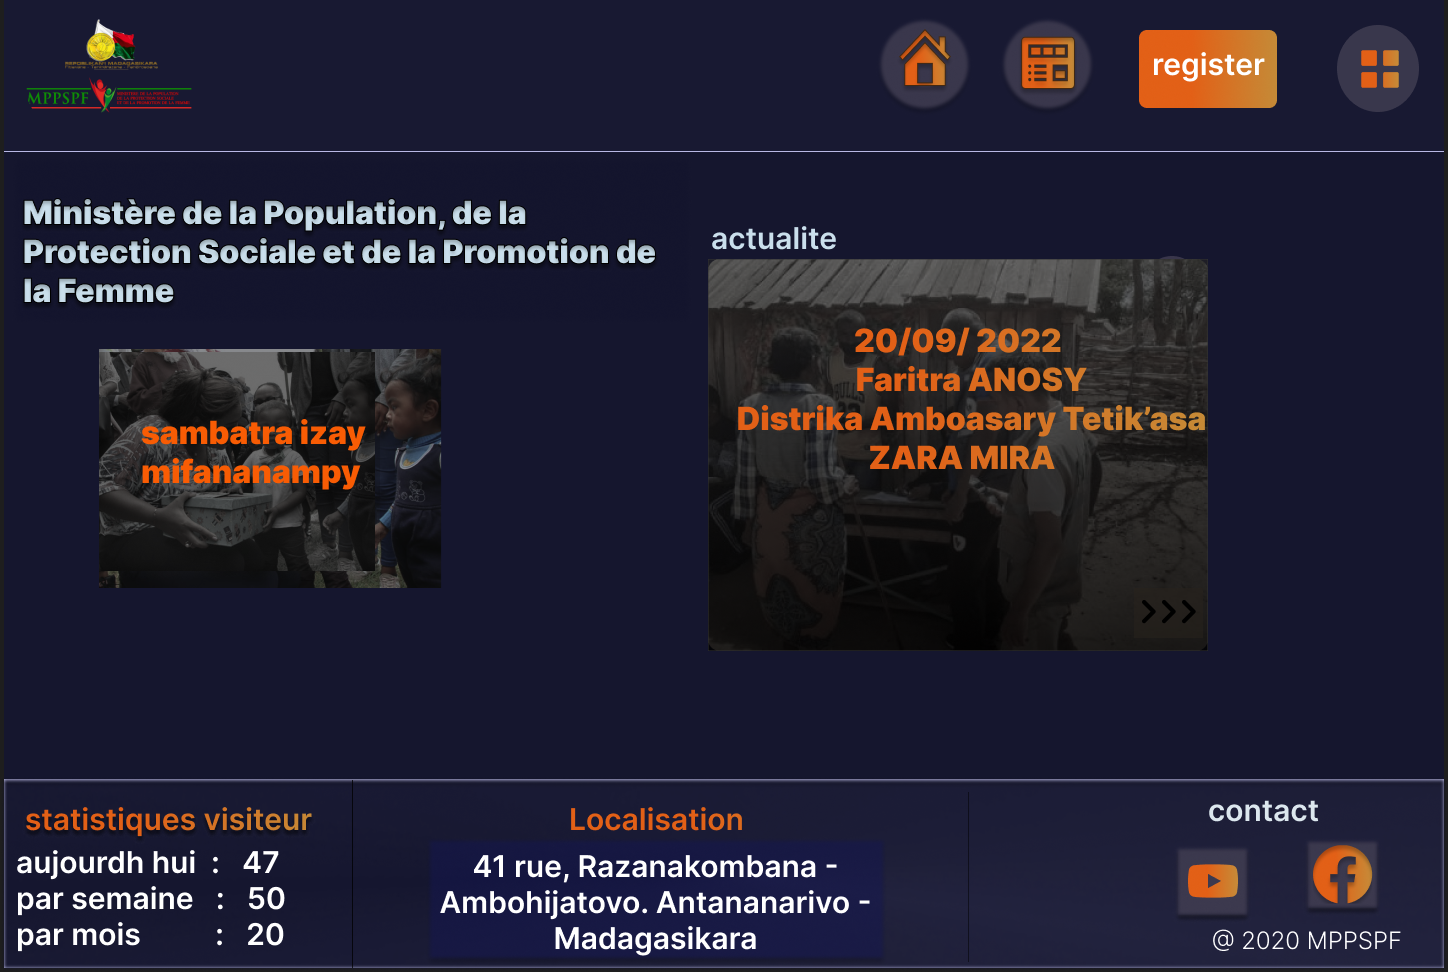 REPOBLIKAN'I MADAGASIKARA
MPPSPF
register
Ministère de la Population, de la
Protection Sociale et de la Promotion de
la Femme
sambatra izay
mifananampy
actualite
20/09/ 2022
Faritra ANOSY
Distrika Amboasary Tetik’asa
ZARA MIRA
>>>
statistiques visiteur
aujourdh hui : 47
par semaine : 50
par mois : 20
Localisation
41 rue, Razanakombana -
Ambohijatovo. Antananarivo -
Madagasikara
contact
@ 2020 MPPSPF